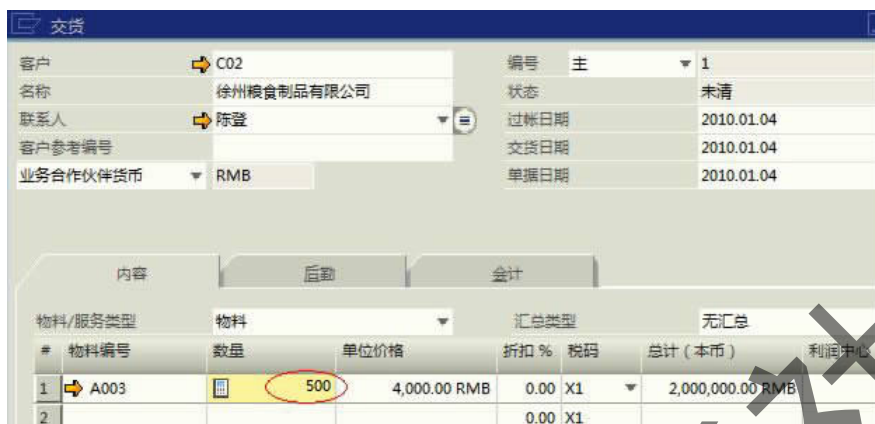 交货
客户 C02 编号 主 1
名称 徐州粮食制品有限公司 状态 未清
联系人 陈登 过帐日期 2010.01.04
客户参考编号 交货日期 2010.01.04
业务合作伙伴货币 RMB 单据日期 2010.01.04
内容 后勤 会计
物料/服务类型 物料 汇总类型 无汇总
# 物料编号 数量 单位价格 折扣 % 税码 总计（本币） 利润中心
1 A003 500 4,000.00 RMB 0.00 X1 2,000,000.00 RMB
2 0.00 X1